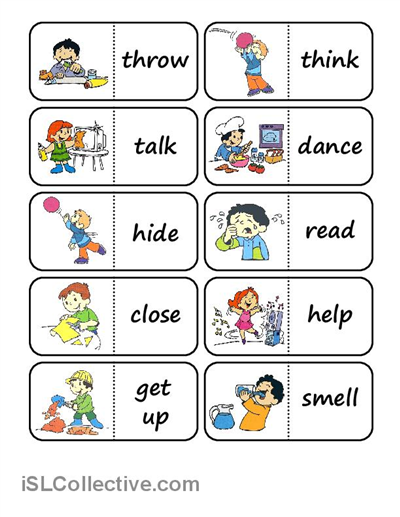 throw
think
talk
dance
hide
read
close
help
get
up
smell
iSLCollective.com